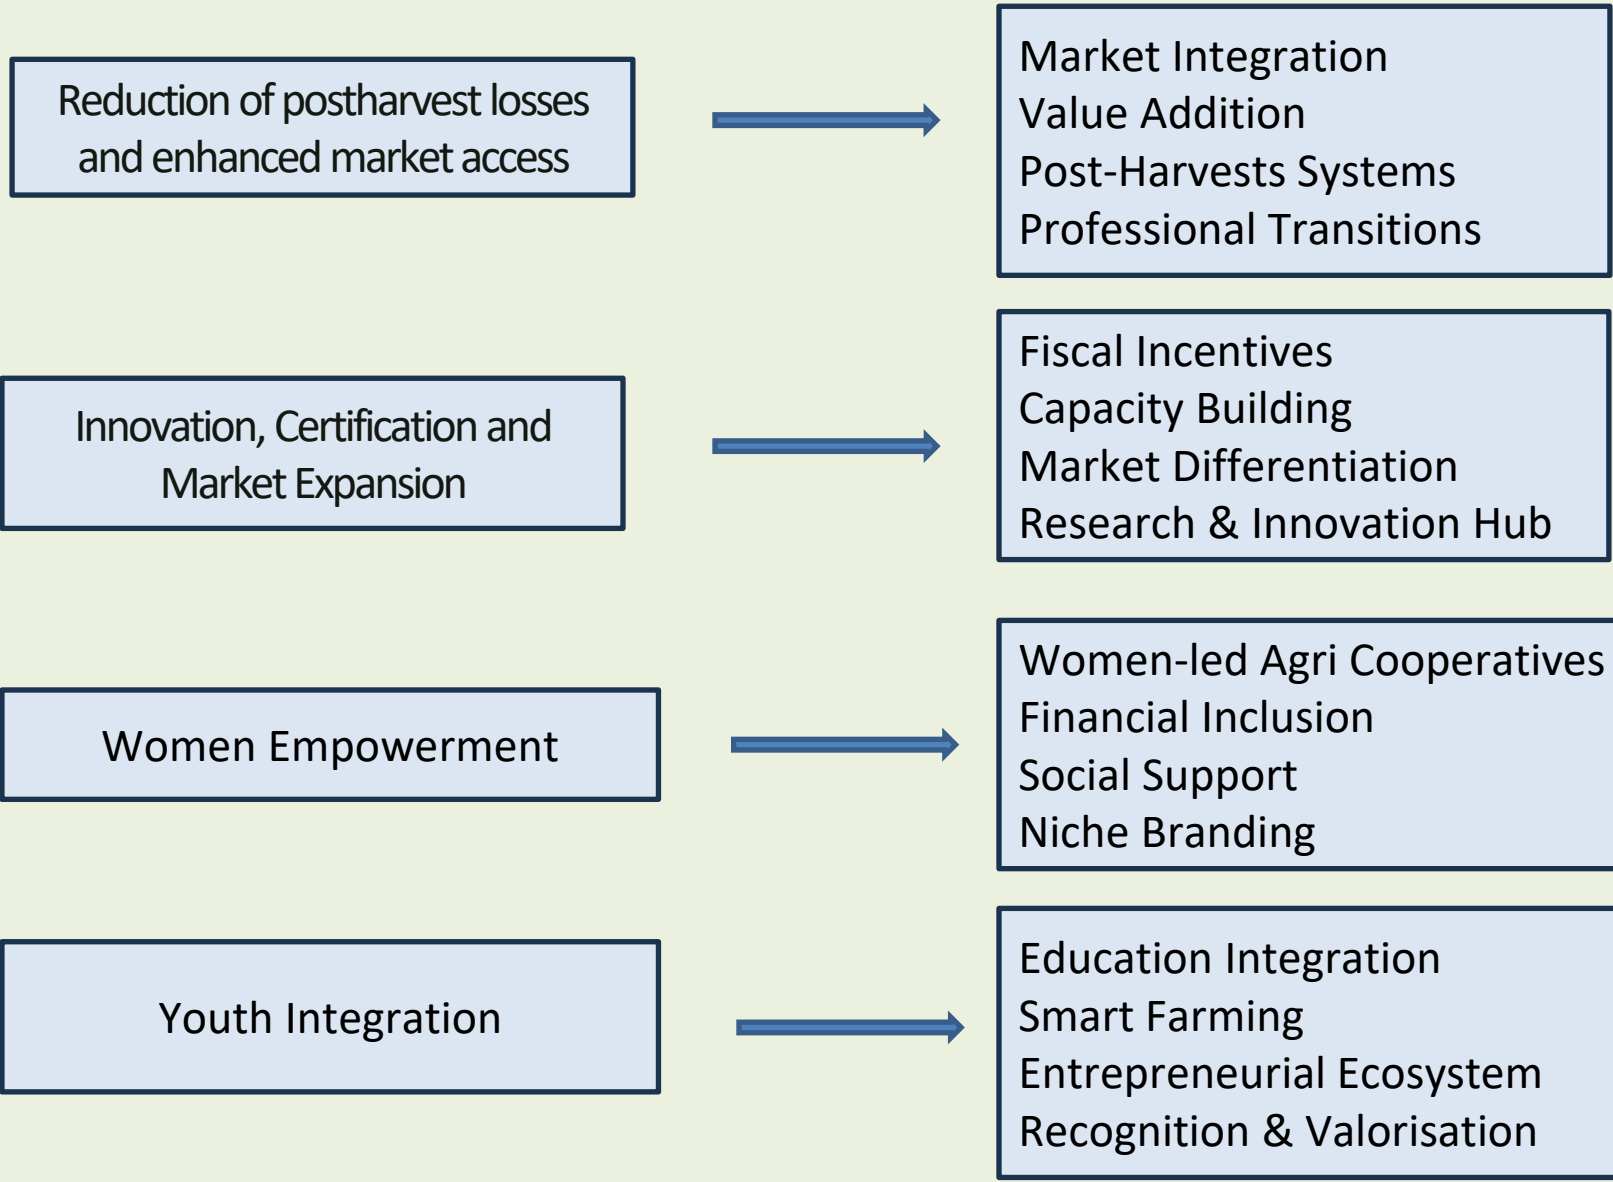 Reduction of postharvest losses
and enhanced market access
Market Integration
Value Addition
Post-Harvests Systems
Professional Transitions
Innovation, Certification and
Market Expansion
Fiscal Incentives
Capacity Building
Market Differentiation
Research & Innovation Hub
Women Empowerment
Women-led Agri Cooperatives
Financial Inclusion
Social Support
Niche Branding
Youth Integration
Education Integration
Smart Farming
Entrepreneurial Ecosystem
Recognition & Valorisation